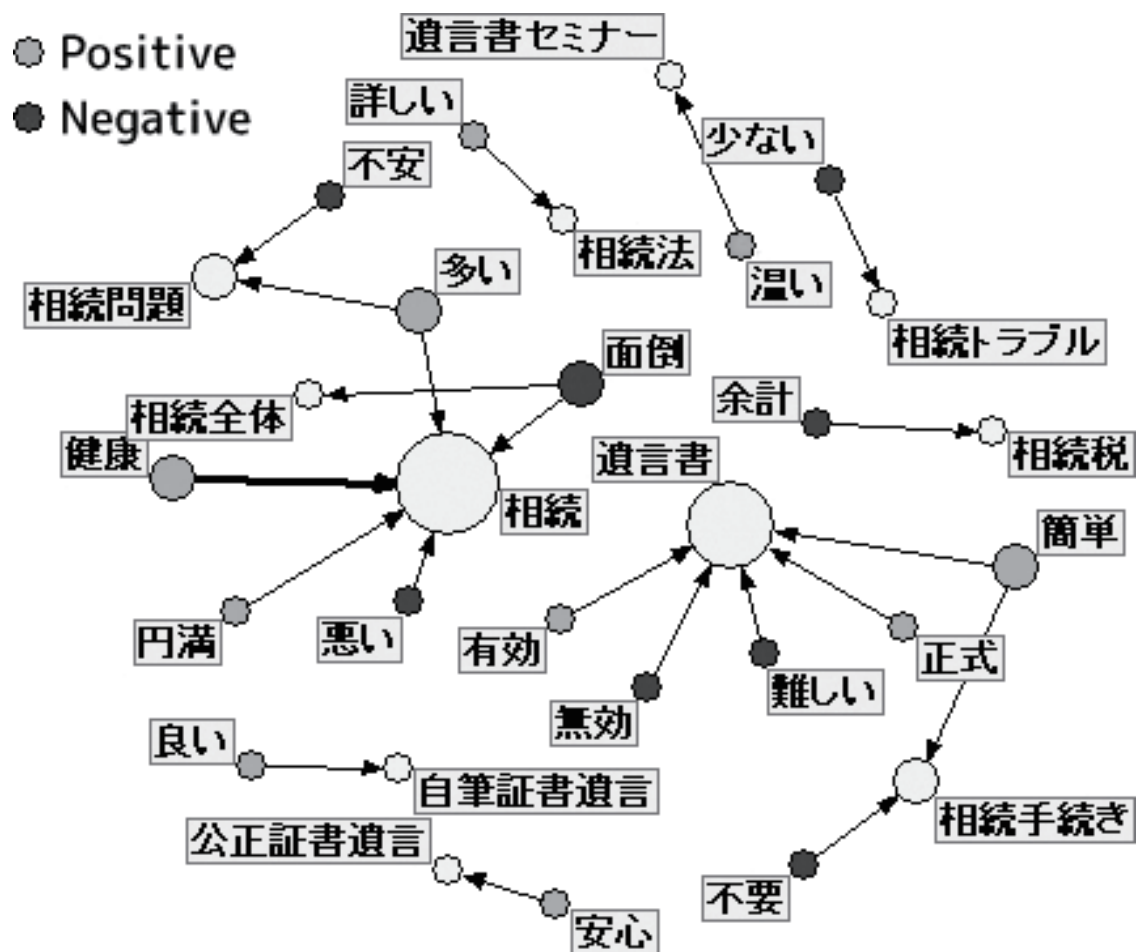 Positive
Negative
遺言書セミナー
詳しい
不安
少ない
相続法
多い
温い
相続問題
相続トラブル
面倒
余計
相続全体
健康
遺言書
相続税
相続
簡単
円満
悪い
有効
正式
難しい
無効
良い
自筆証書遺言
相続手続き
公正証書遺言
不要
安心